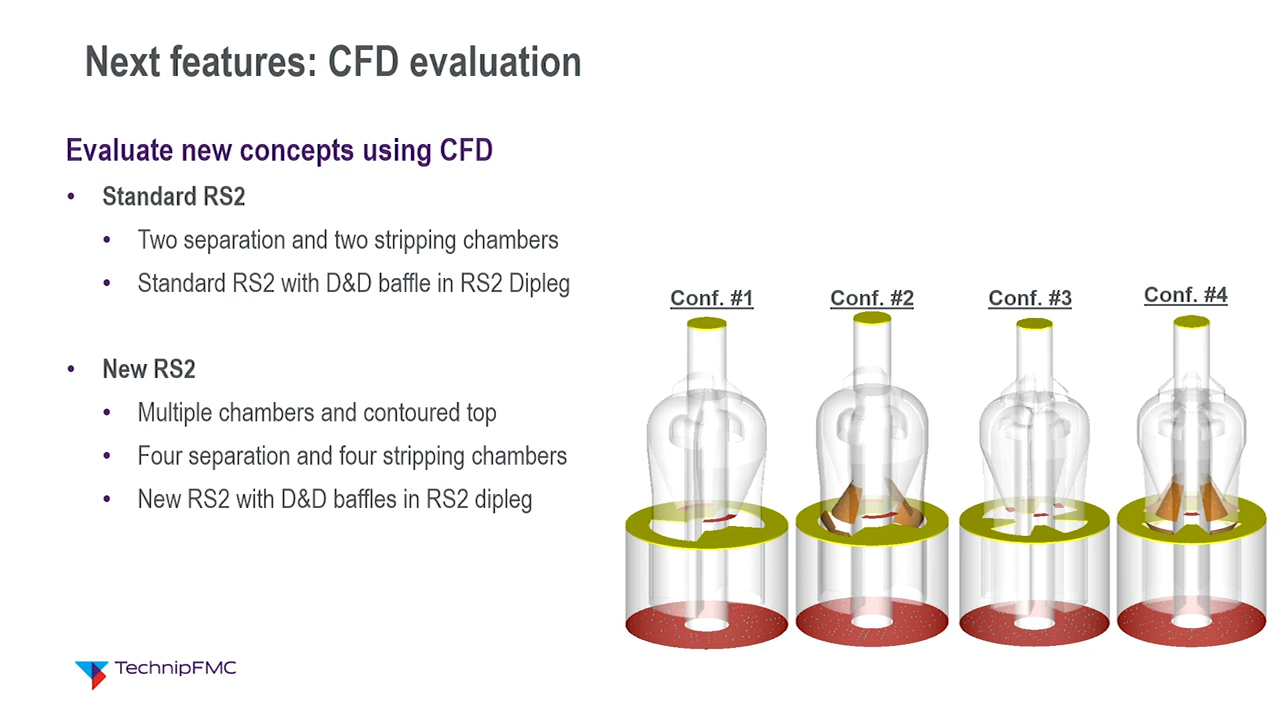 Next features: CFD evaluation
Evaluate new concepts using CFD
• Standard RS2
• Two separation and two stripping chambers
• Standard RS2 with D&D baffle in RS2 Dipleg
• New RS2
• Multiple chambers and contoured top
• Four separation and four stripping chambers
• New RS2 with D&D baffles in RS2 dipleg
Conf. #1
Conf. #2
Conf. #3
Conf. #4
TechnipFMC